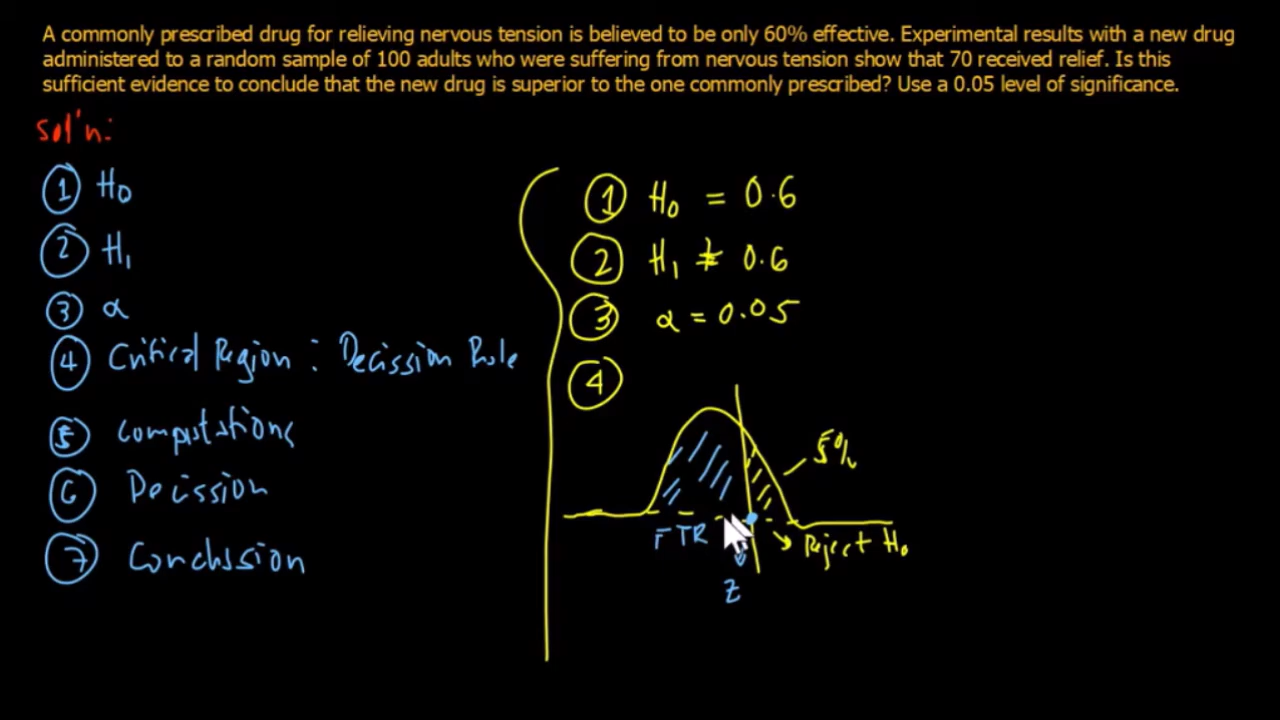 A commonly prescribed drug for relieving nervous tension is believed to be only 60% effective. Experimental results with a new drug
administered to a random sample of 100 adults who were suffering from nervous tension show that 70 received relief. Is this
sufficient evidence to conclude that the new drug is superior to the one commonly prescribed? Use a 0.05 level of significance.
Sol'n:
1 H₀
2 H₁
3 α
4 Critical Region : Decission Rule
5 Computations
6 Decission
7 Conclssion
1 H₀ = 0.6
2 H₁ ≠ 0.6
3 α = 0.05
4
5%
FTR
Reject H₀
Z